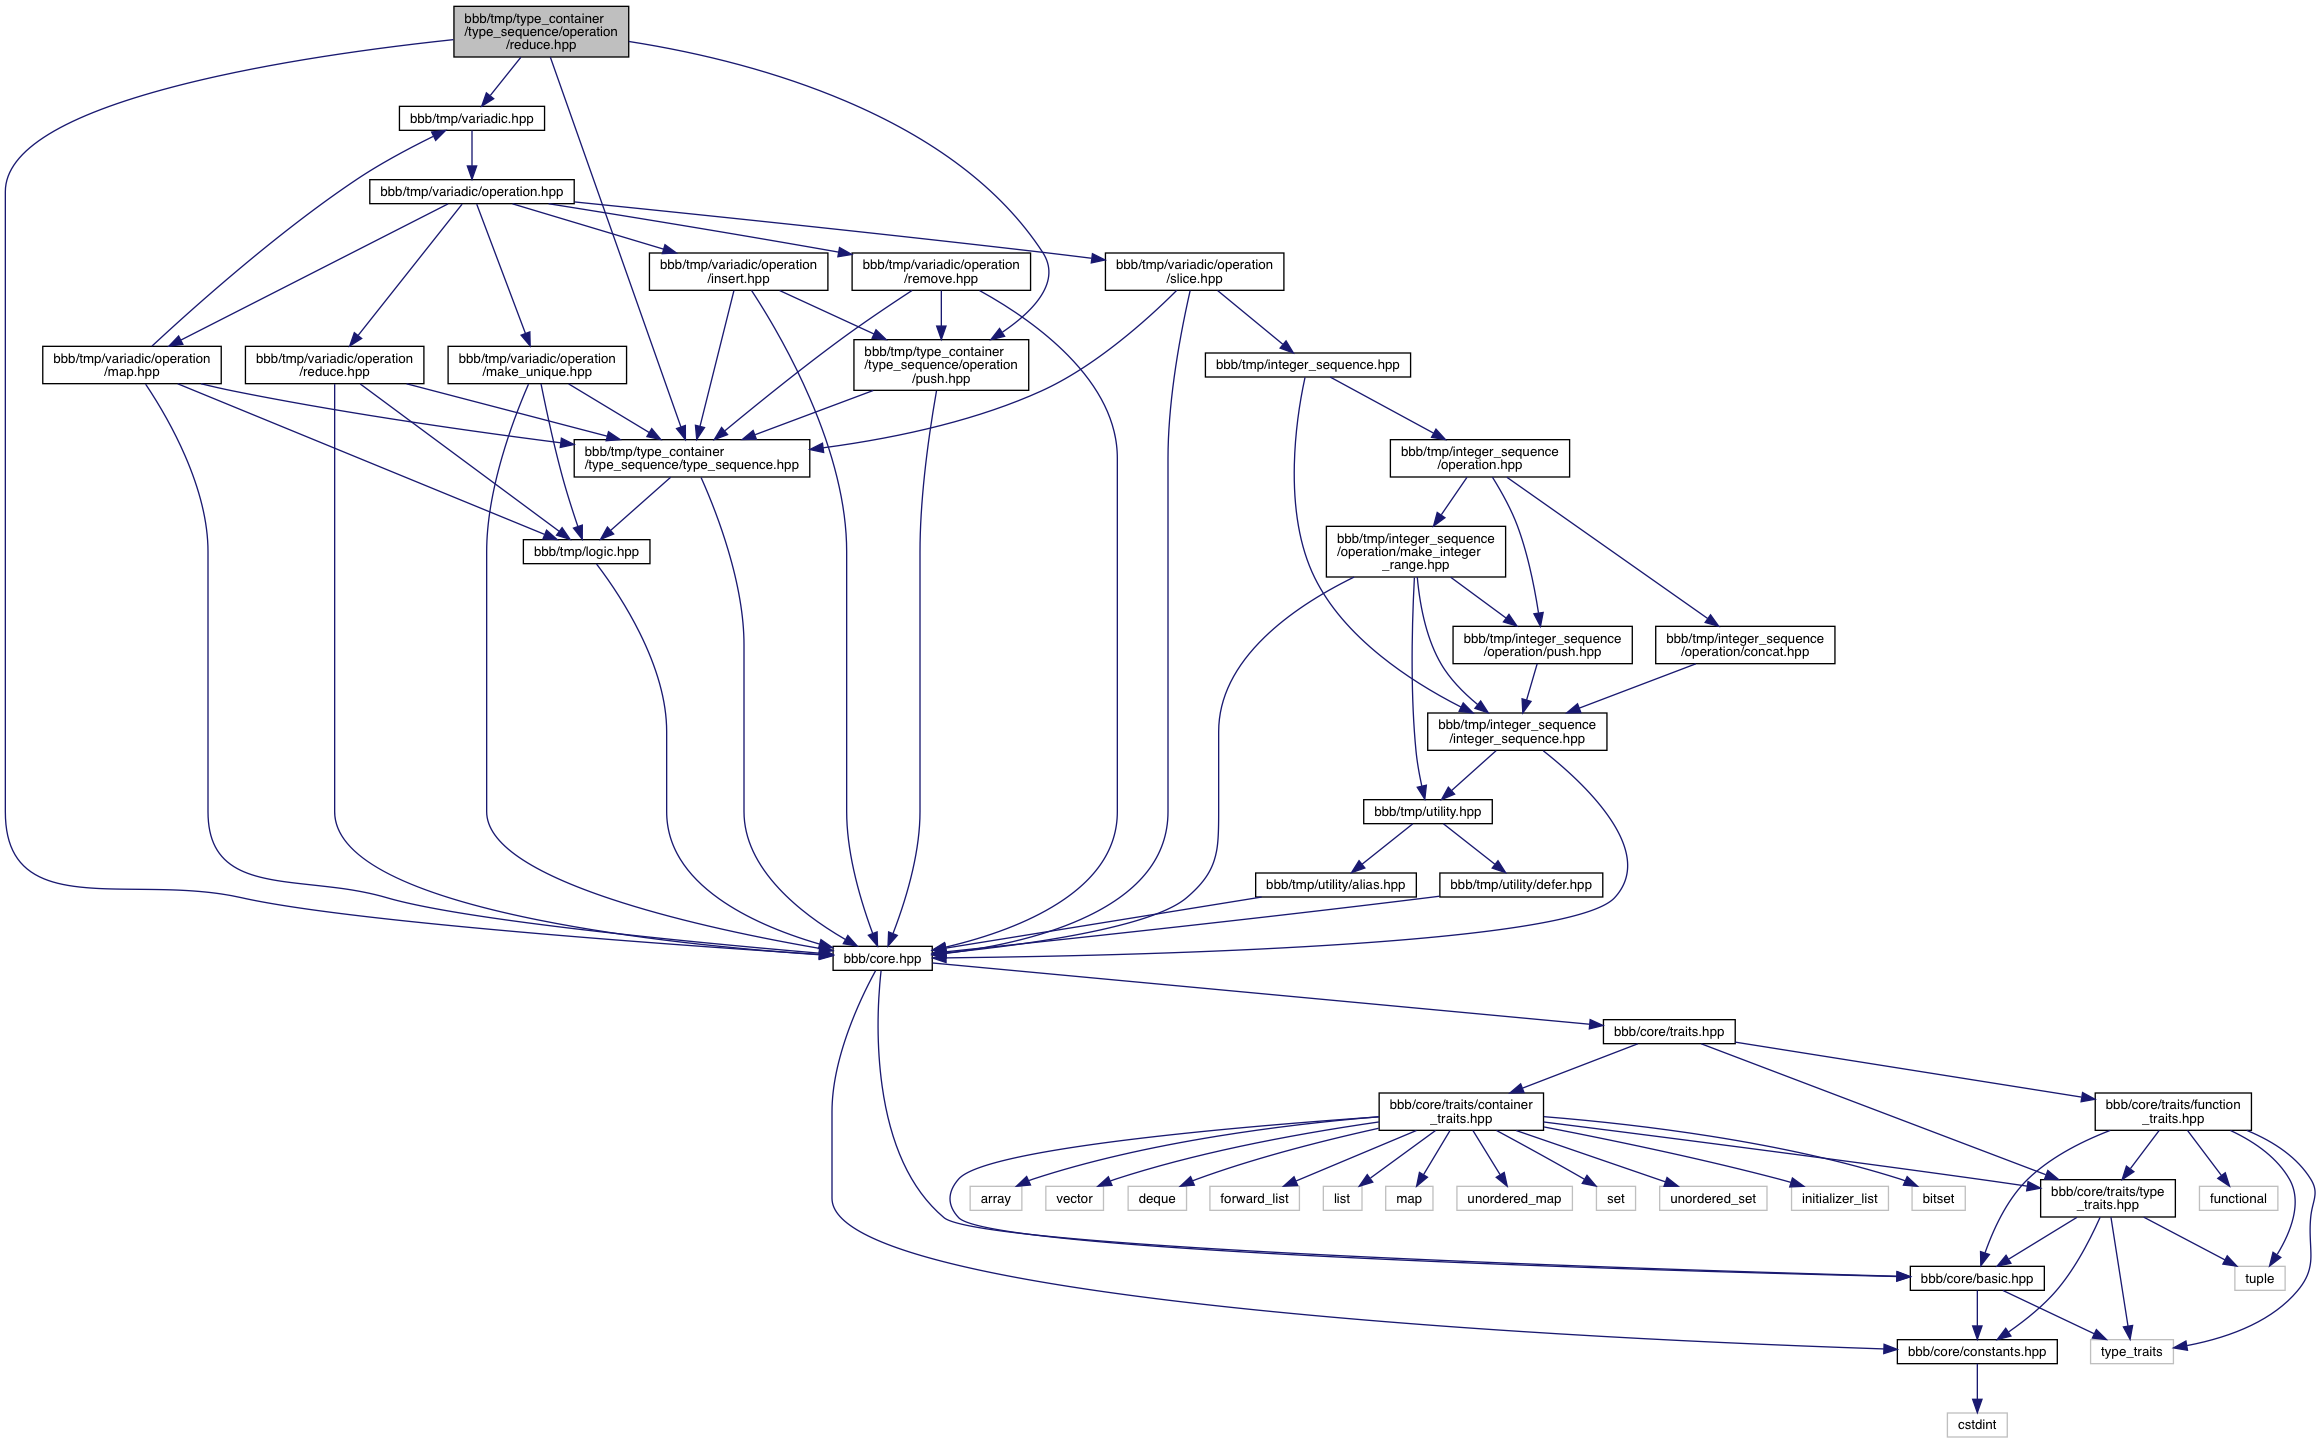 bbb/tmp/type_container
/type_sequence/operation
/reduce.hpp
bbb/tmp/variadic.hpp
bbb/tmp/variadic/operation.hpp
bbb/tmp/variadic/operation
/insert.hpp
bbb/tmp/variadic/operation
/remove.hpp
bbb/tmp/variadic/operation
/slice.hpp
bbb/tmp/variadic/operation
/map.hpp
bbb/tmp/variadic/operation
/reduce.hpp
bbb/tmp/variadic/operation
/make_unique.hpp
bbb/tmp/type_container
/type_sequence/operation
/push.hpp
bbb/tmp/integer_sequence.hpp
bbb/tmp/type_container
/type_sequence/type_sequence.hpp
bbb/tmp/integer_sequence
/operation.hpp
bbb/tmp/logic.hpp
bbb/tmp/integer_sequence
/operation/make_integer
_range.hpp
bbb/tmp/integer_sequence
/operation/push.hpp
bbb/tmp/integer_sequence
/operation/concat.hpp
bbb/tmp/integer_sequence
/integer_sequence.hpp
bbb/tmp/utility.hpp
bbb/tmp/utility/alias.hpp
bbb/tmp/utility/defer.hpp
bbb/core.hpp
bbb/core/traits.hpp
bbb/core/traits/container
_traits.hpp
bbb/core/traits/function
_traits.hpp
array
vector
deque
forward_list
list
map
unordered_map
set
unordered_set
initializer_list
bitset
bbb/core/traits/type
_traits.hpp
functional
bbb/core/basic.hpp
tuple
bbb/core/constants.hpp
type_traits
cstdint